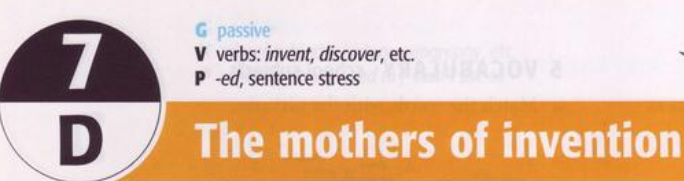 7
D
G passive
V verbs: invent, discover, etc.
P -ed, sentence stress
The mothers of invention